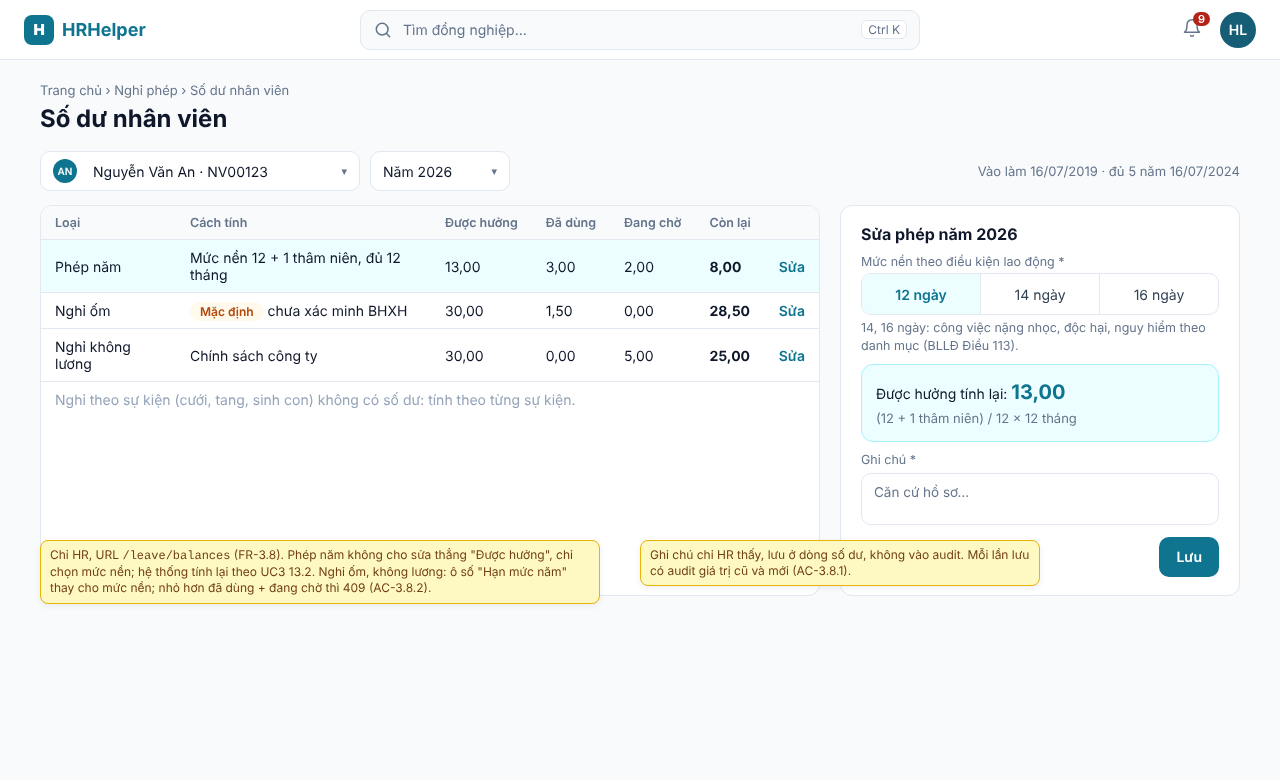 H HRHelper
Tìm đồng nghiệp...
Ctrl K
9
HL
Trang chủ › Nghỉ phép › Số dư nhân viên
Số dư nhân viên
AN Nguyễn Văn An · NV00123 ▾
Năm 2026 ▾
Vào làm 16/07/2019 · đủ 5 năm 16/07/2024
Loại Cách tính Được hưởng Đã dùng Đang chờ Còn lại
Phép năm Mức nền 12 + 1 thâm niên, đủ 12 tháng 13,00 3,00 2,00 8,00 Sửa
Nghỉ ốm Mặc định chưa xác minh BHXH 30,00 1,50 0,00 28,50 Sửa
Nghỉ không lương Chính sách công ty 30,00 0,00 5,00 25,00 Sửa
Nghỉ theo sự kiện (cưới, tang, sinh con) không có số dư: tính theo từng sự kiện.
Sửa phép năm 2026
Mức nền theo điều kiện lao động *
12 ngày 14 ngày 16 ngày
14, 16 ngày: công việc nặng nhọc, độc hại, nguy hiểm theo
danh mục (BLLĐ Điều 113).
Được hưởng tính lại: 13,00
(12 + 1 thâm niên) / 12 × 12 tháng
Ghi chú *
Căn cứ hồ sơ...
Lưu
Chỉ HR, URL /leave/balances (FR-3.8). Phép năm không cho sửa thẳng "Được hưởng", chỉ
chọn mức nền; hệ thống tính lại theo UC3 13.2. Nghỉ ốm, không lương: ô số "Hạn mức năm"
thay cho mức nền; nhỏ hơn đã dùng + đang chờ thì 409 (AC-3.8.2).
Ghi chú chỉ HR thấy, lưu ở dòng số dư, không vào audit. Mỗi lần lưu
có audit giá trị cũ và mới (AC-3.8.1).